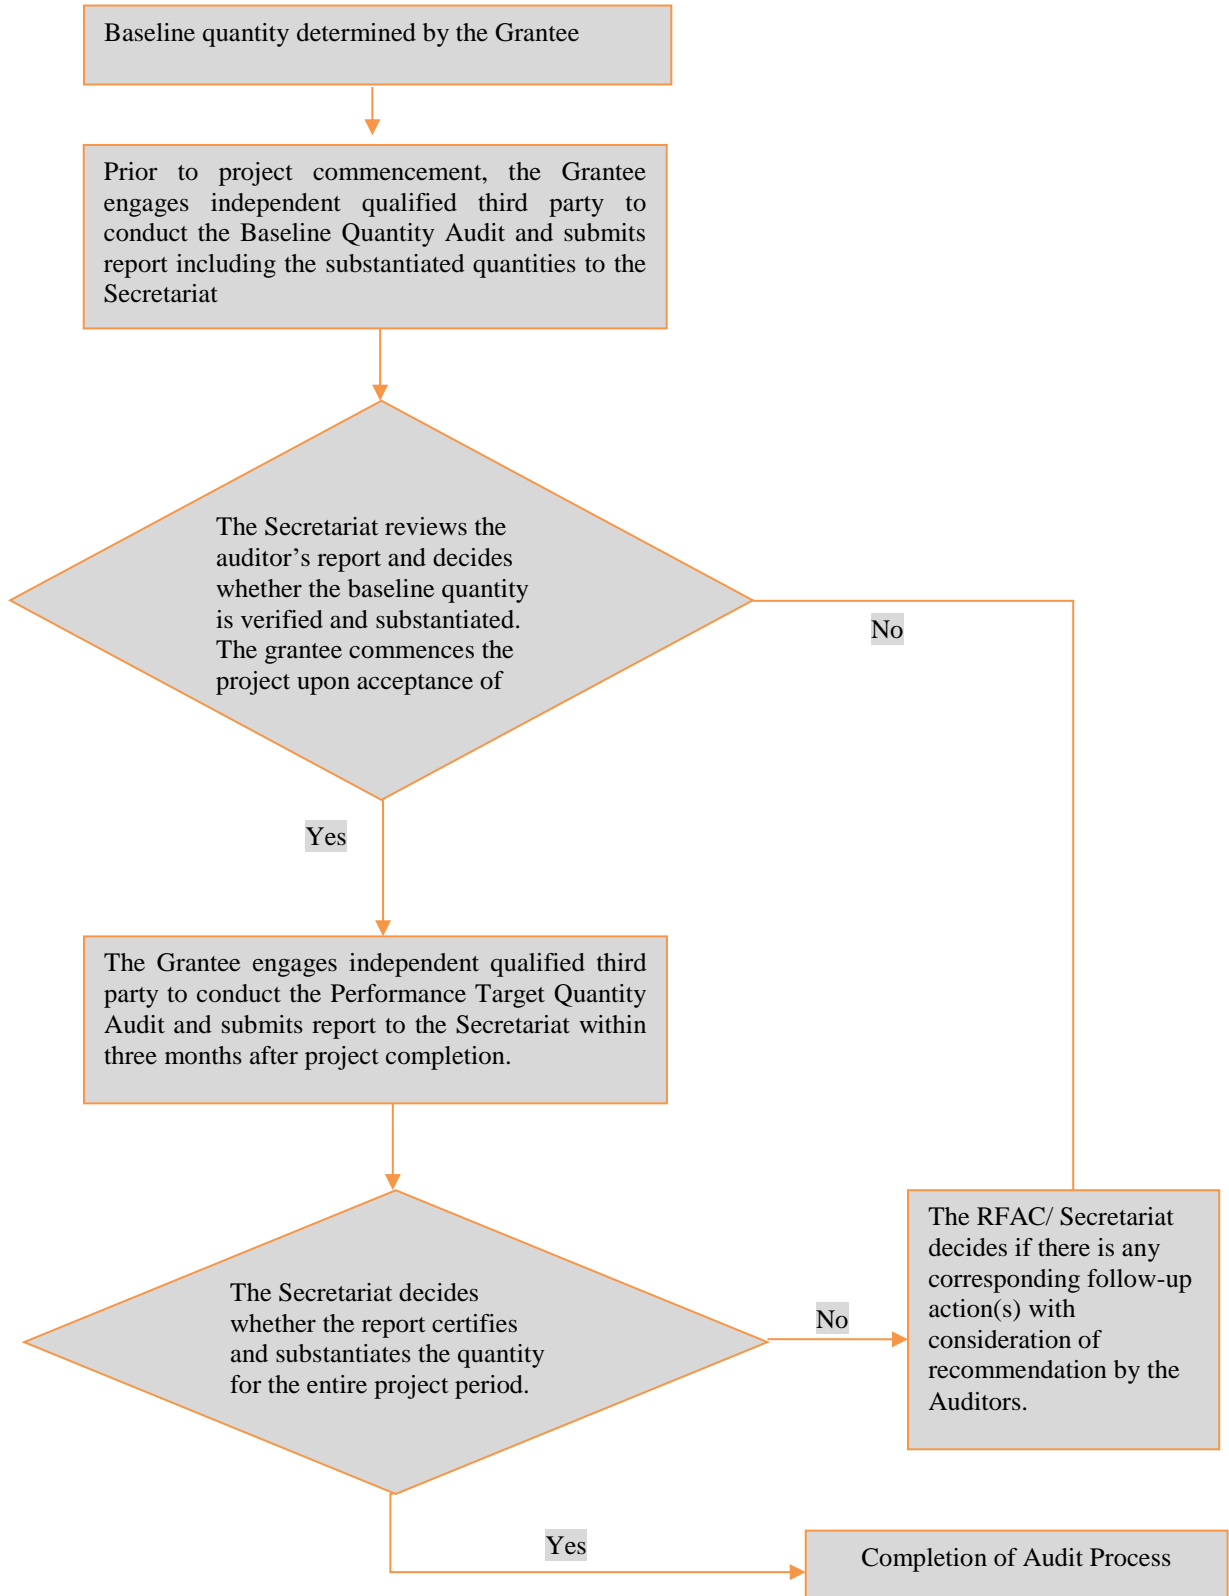 Baseline quantity determined by the Grantee
Prior to project commencement, the Grantee
engages independent qualified third party to
conduct the Baseline Quantity Audit and submits
report including the substantiated quantities to the
Secretariat
The Secretariat reviews the
auditor’s report and decides
whether the baseline quantity
is verified and substantiated.
The grantee commences the
project upon acceptance of
No
Yes
The Grantee engages independent qualified third
party to conduct the Performance Target Quantity
Audit and submits report to the Secretariat within
three months after project completion.
The Secretariat decides
whether the report certifies
and substantiates the quantity
for the entire project period.
No
The RFAC/ Secretariat
decides if there is any
corresponding follow-up
action(s) with
consideration of
recommendation by the
Auditors.
Yes
Completion of Audit Process